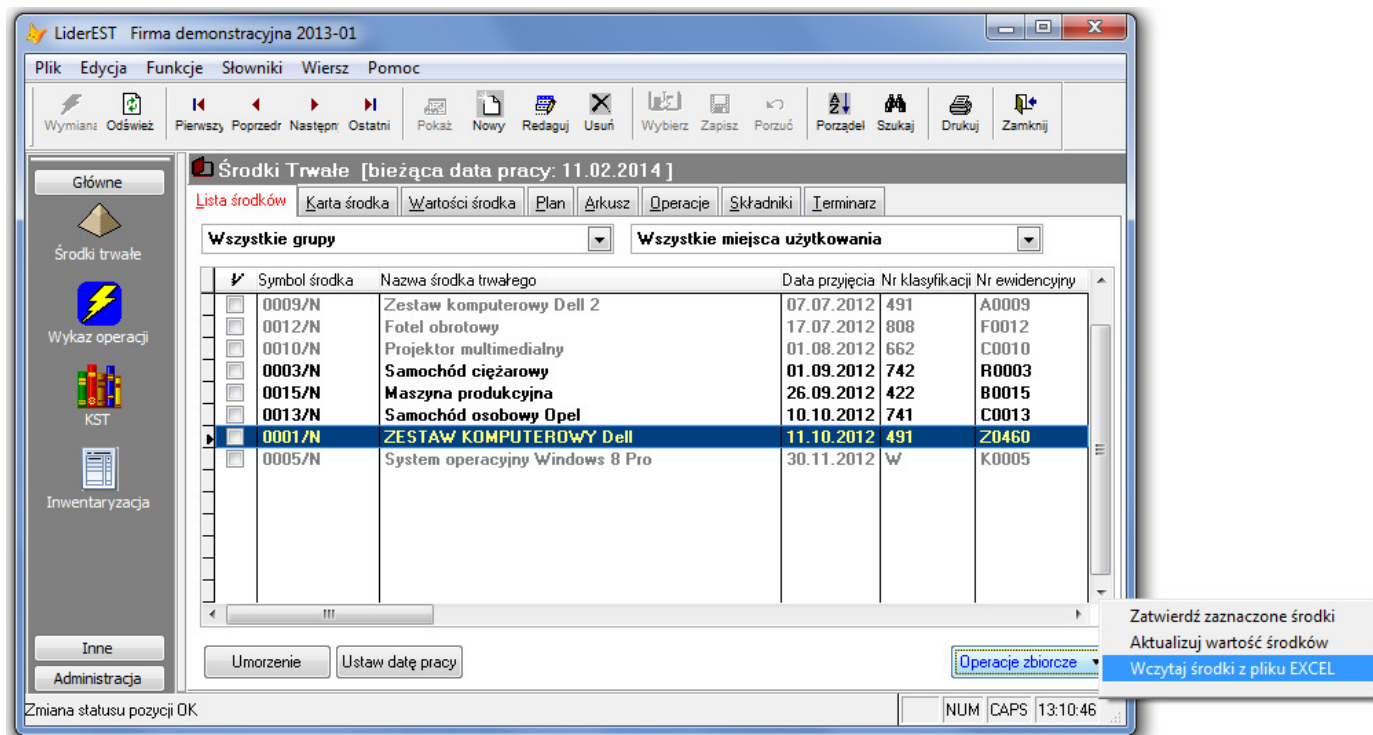 LiderEST Firma demonstracyjna 2013-01
Plik Edycja Funkcje Słowniki Wiersz Pomoc
Wymiana Odśwież Pierwszy Poprzedr Następn Ostatni Pokaż Nowy Redaguj Usuń Wybierz Zapisz Porzuć Porządel Szukaj Drukuj Zamknij
Główne
Środki trwałe
Wykaz operacji
KST
Inwentaryzacja
Inne
Administracja
Środki Trwałe [bieżąca data pracy: 11.02.2014 ]
Lista środków Karta środka Wartości środka Plan Arkusz Operacje Składniki Terminarz
Wszystkie grupy Wszystkie miejsca użytkowania
Symbol środka Nazwa środka trwałego Data przyjęcia Nr klasyfikacji Nr ewidencyjny
0009/N Zestaw komputerowy Dell 2 07.07.2012 491 A0009
0012/N Fotel obrotowy 17.07.2012 808 F0012
0010/N Projektor multimedialny 01.08.2012 662 C0010
0003/N Samochód ciężarowy 01.09.2012 742 R0003
0015/N Maszyna produkcyjna 26.09.2012 422 B0015
0013/N Samochód osobowy Opel 10.10.2012 741 C0013
0001/N ZESTAW KOMPUTEROWY Dell 11.10.2012 491 Z0460
0005/N System operacyjny Windows 8 Pro 30.11.2012 W K0005
Umorzenie Ustaw datę pracy Operacje zbiorcze
Zatwierdź zaznaczone środki
Aktualizuj wartość środków
Wczytaj środki z pliku EXCEL
Zmiana statusu pozycji OK NUM CAPS 13:10:46